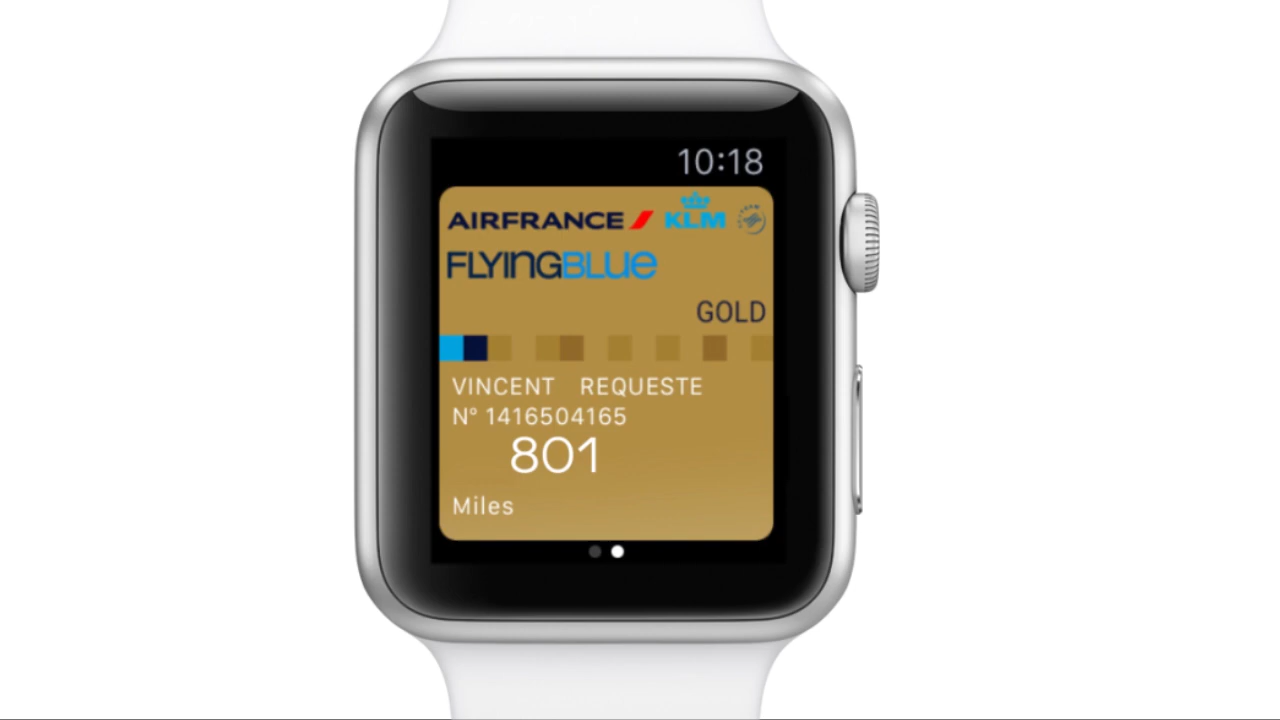 10:18
AIRFRANCE KLM
FLYINGBLUE
GOLD
VINCENT REQUESTE
N° 1416504165
801
Miles